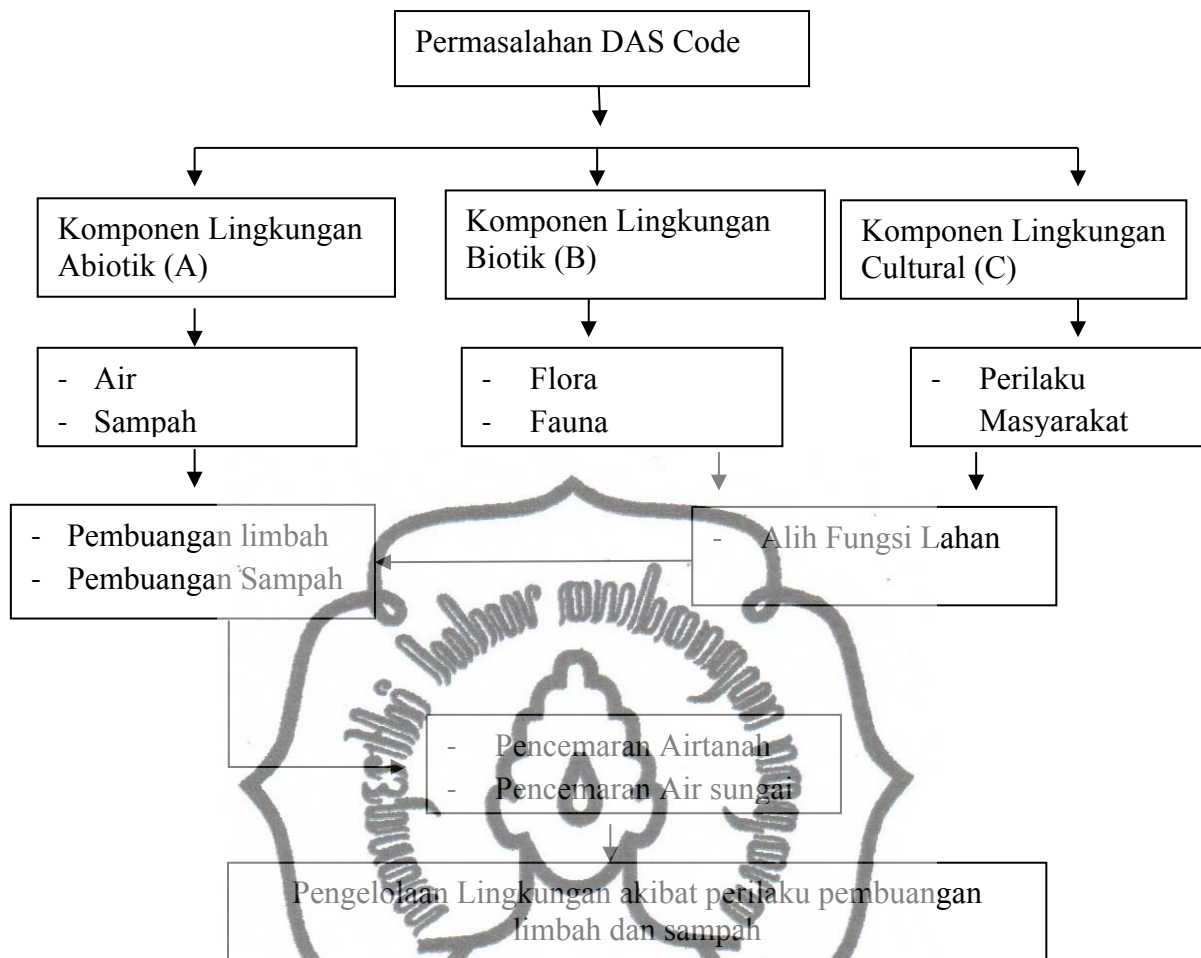 Permasalahan DAS Code
Komponen Lingkungan
Abiotik (A)
Komponen Lingkungan
Biotik (B)
Komponen Lingkungan
Cultural (C)
- Air
- Sampah
- Flora
- Fauna
- Perilaku
Masyarakat
- Pembuangan limbah
- Pembuangan Sampah
- Alih Fungsi Lahan
- Pencemaran Airtanah
- Pencemaran Air sungai
Pengelolaan Lingkungan akibat perilaku pembuangan
limbah dan sampah